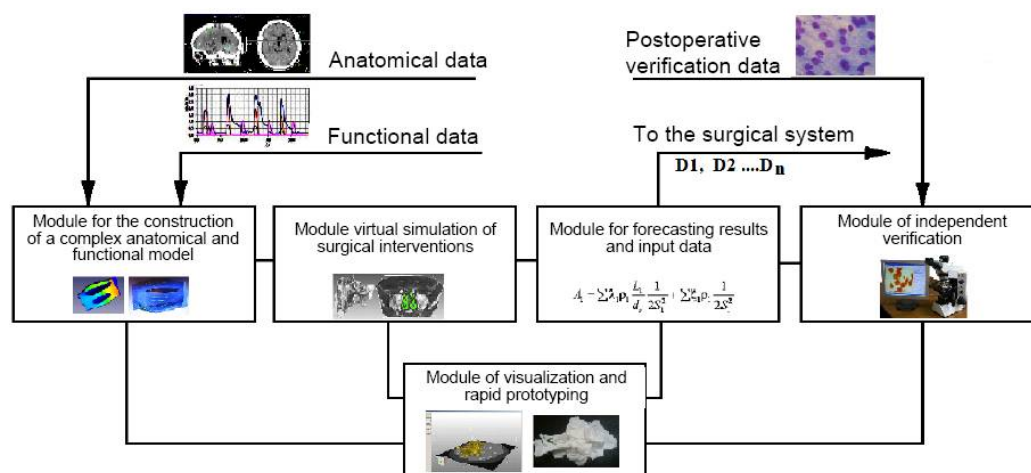 Anatomical data
Functional data
Postoperative
verification data
To the surgical system
D1, D2 ....Dn
Module for the construction
of a complex anatomical and
functional model
Module virtual simulation of
surgical interventions
Module for forecasting results
and input data
Module of independent
verification
Module of visualization and
rapid prototyping